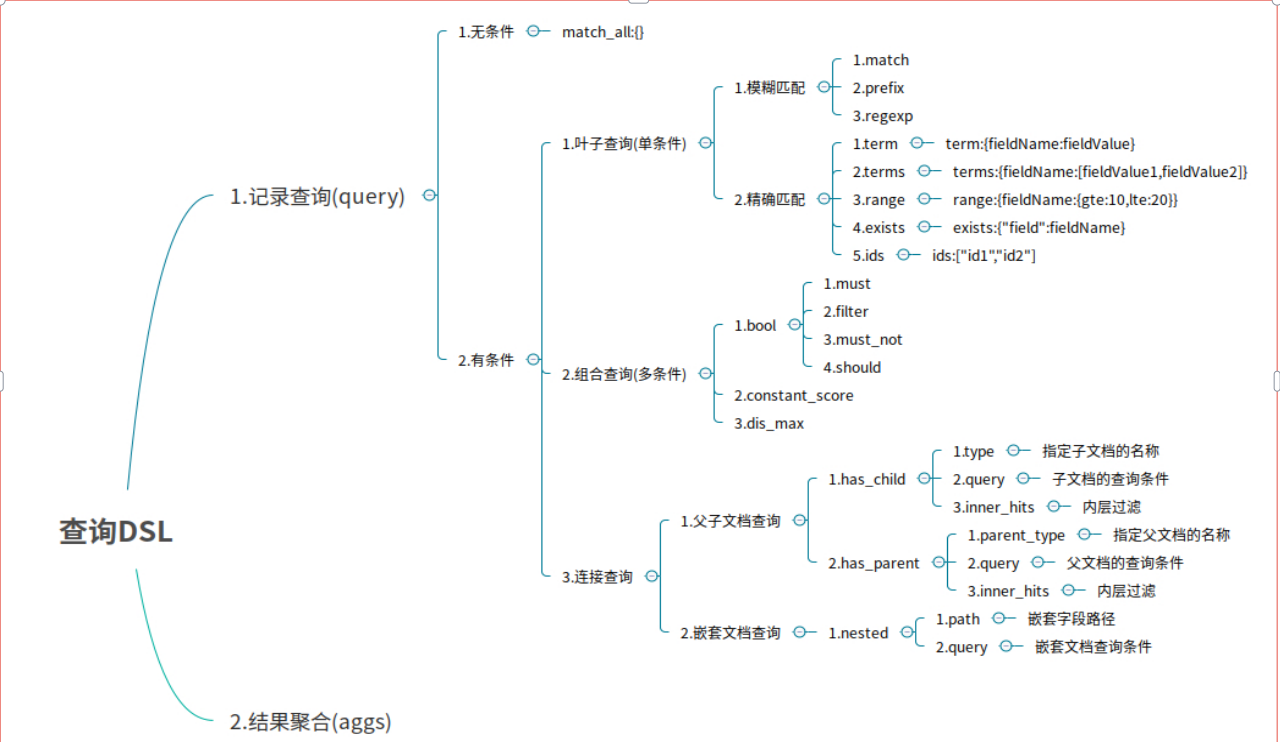 查询DSL
1.记录查询(query)
1.无条件
match_all:{}
2.有条件
1.叶子查询(单条件)
1.模糊匹配
1.match
2.prefix
3.regexp
2.精确匹配
1.term
term:{fieldName:fieldValue}
2.terms
terms:{fieldName:[fieldValue1,fieldValue2]}
3.range
range:{fieldName:{gte:10,lte:20}}
4.exists
exists:{"field":fieldName}
5.ids
ids:["id1","id2"]
2.组合查询(多条件)
1.bool
1.must
2.filter
3.must_not
4.should
2.constant_score
3.dis_max
3.连接查询
1.父子文档查询
1.has_child
1.type
指定子文档的名称
2.query
子文档的查询条件
3.inner_hits
内层过滤
2.has_parent
1.parent_type
指定父文档的名称
2.query
父文档的查询条件
3.inner_hits
内层过滤
2.嵌套文档查询
1.nested
1.path
嵌套字段路径
2.query
嵌套文档查询条件
2.结果聚合(aggs)